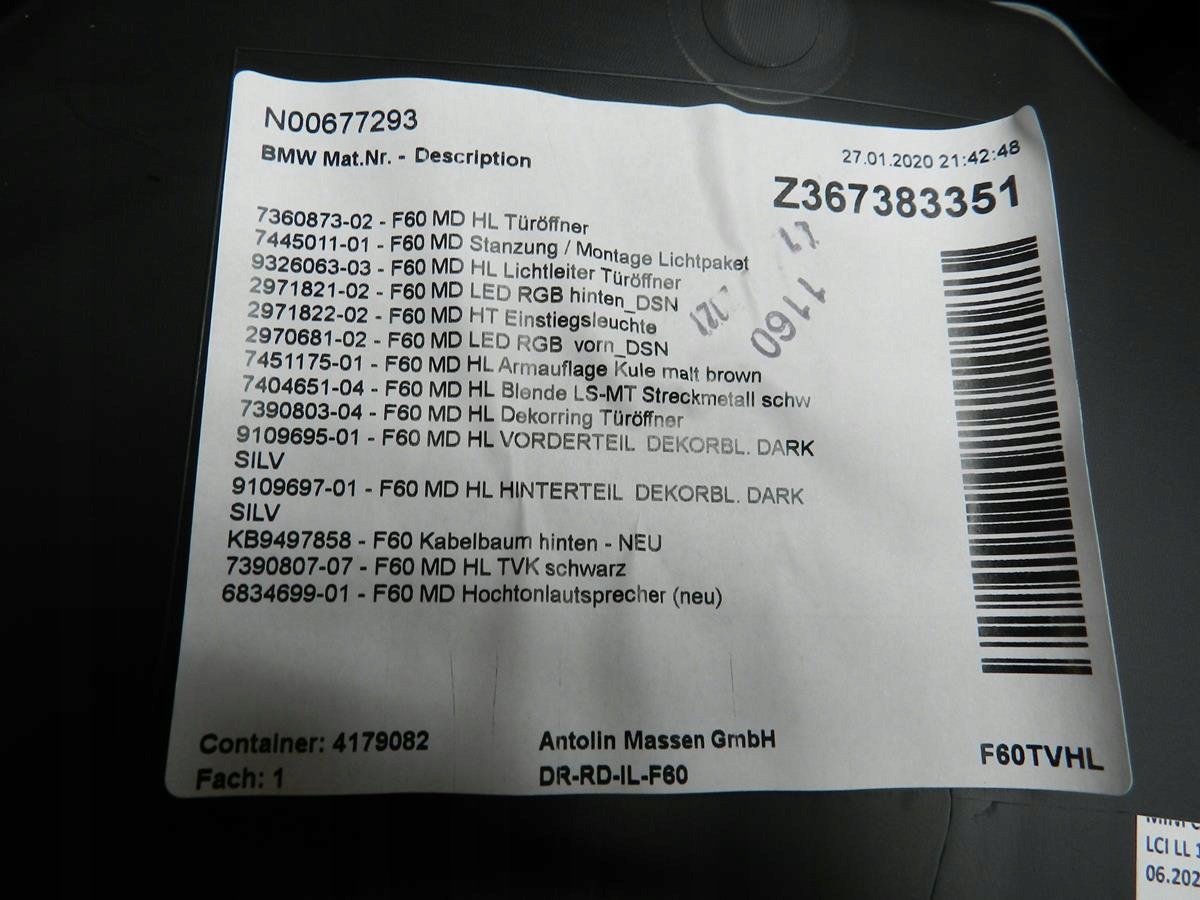 N00677293
BMW Mat.Nr. - Description
27.01.2020 21:42:48
Z367383351
7360873-02 - F60 MD HL Türöffner
7445011-01 - F60 MD Stanzung / Montage Lichtpaket
9326063-03 - F60 MD HL Lichtleiter Türöffner
2971821-02 - F60 MD LED RGB hinten_DSN
2971822-02 - F60 MD HT Einstiegsleuchte
2970681-02 - F60 MD LED RGB vorn_DSN
7451175-01 - F60 MD HL Armauflage Kule malt brown
7404651-04 - F60 MD HL Blende LS-MT Streckmetall schw
7390803-04 - F60 MD HL Dekorring Türöffner
9109695-01 - F60 MD HL VORDERTEIL DEKORBL. DARK
SILV
9109697-01 - F60 MD HL HINTERTEIL DEKORBL. DARK
SILV
KB9497858 - F60 Kabelbaum hinten - NEU
7390807-07 - F60 MD HL TVK schwarz
6834699-01 - F60 MD Hochtonlautsprecher (neu)
1160
Container: 4179082
Fach: 1
Antolin Massen GmbH
DR-RD-IL-F60
F60TVHL
LCI LL
06.202